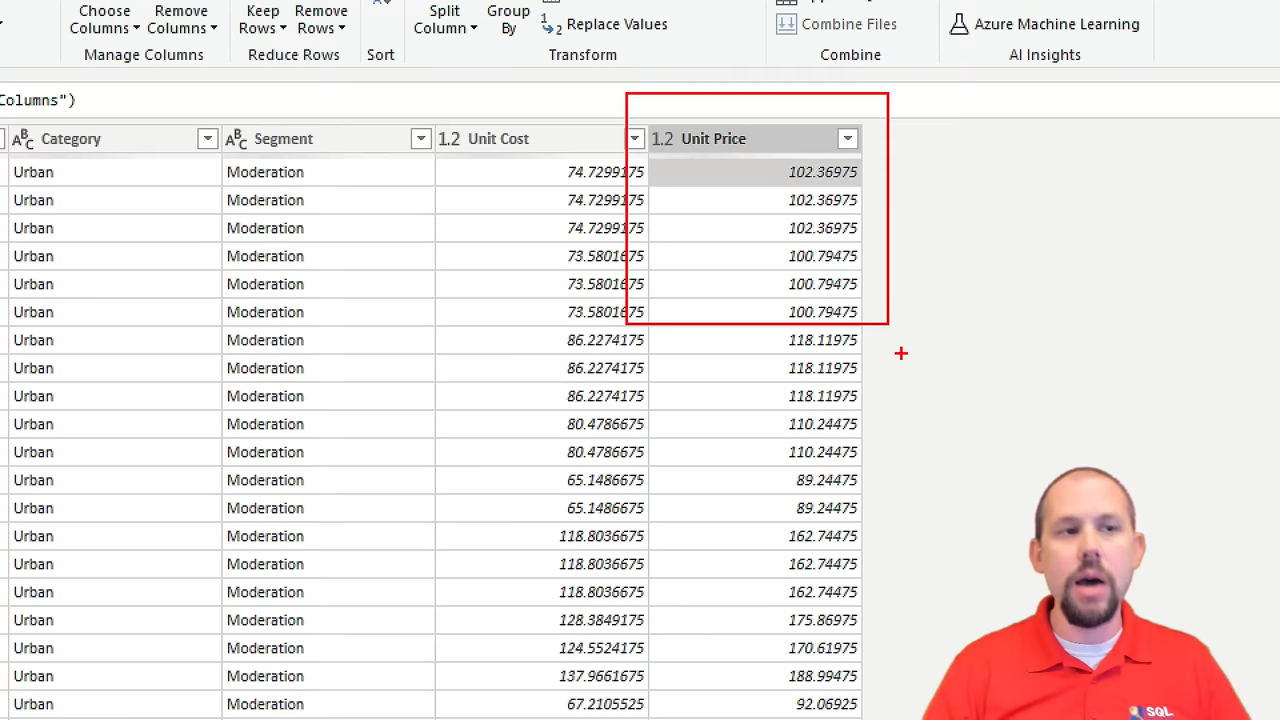 Choose Columns
Remove Columns
Keep Rows
Remove Rows
Split Column
Group By
1 2 Replace Values
Combine Files
Azure Machine Learning
Manage Columns
Reduce Rows
Sort
Transform
Combine
AI Insights
Columns")
ABC Category ABC Segment 1.2 Unit Cost 1.2 Unit Price
Urban Moderation 74.7299175 102.36975
Urban Moderation 74.7299175 102.36975
Urban Moderation 74.7299175 102.36975
Urban Moderation 73.5801675 100.79475
Urban Moderation 73.5801675 100.79475
Urban Moderation 73.5801675 100.79475
Urban Moderation 86.2274175 118.11975
Urban Moderation 86.2274175 118.11975
Urban Moderation 86.2274175 118.11975
Urban Moderation 80.4786675 110.24475
Urban Moderation 80.4786675 110.24475
Urban Moderation 65.1486675 89.24475
Urban Moderation 65.1486675 89.24475
Urban Moderation 118.8036675 162.74475
Urban Moderation 118.8036675 162.74475
Urban Moderation 118.8036675 162.74475
Urban Moderation 128.3849175 175.86975
Urban Moderation 124.5524175 170.61975
Urban Moderation 137.9661675 188.99475
Urban Moderation 67.2105525 92.06925
SQL